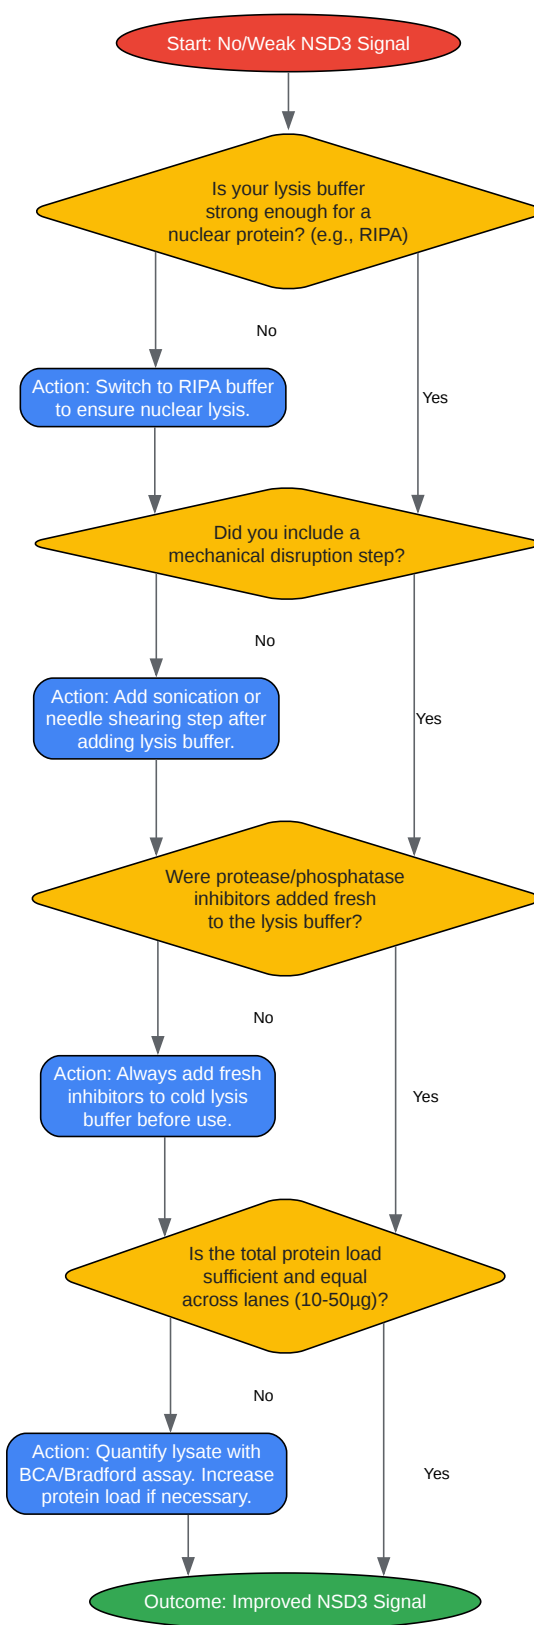 Start: No/Weak NSD3 Signal
Is your lysis buffer
strong enough for a
nuclear protein? (e.g., RIPA)
No
Action: Switch to RIPA buffer
to ensure nuclear lysis.
Yes
Did you include a
mechanical disruption step?
No
Action: Add sonication or
needle shearing step after
adding lysis buffer.
Yes
Were protease/phosphatase
inhibitors added fresh
to the lysis buffer?
No
Action: Always add fresh
inhibitors to cold lysis
buffer before use.
Yes
Is the total protein load
sufficient and equal
across lanes (10-50µg)?
No
Action: Quantify lysate with
BCA/Bradford assay. Increase
protein load if necessary.
Yes
Outcome: Improved NSD3 Signal